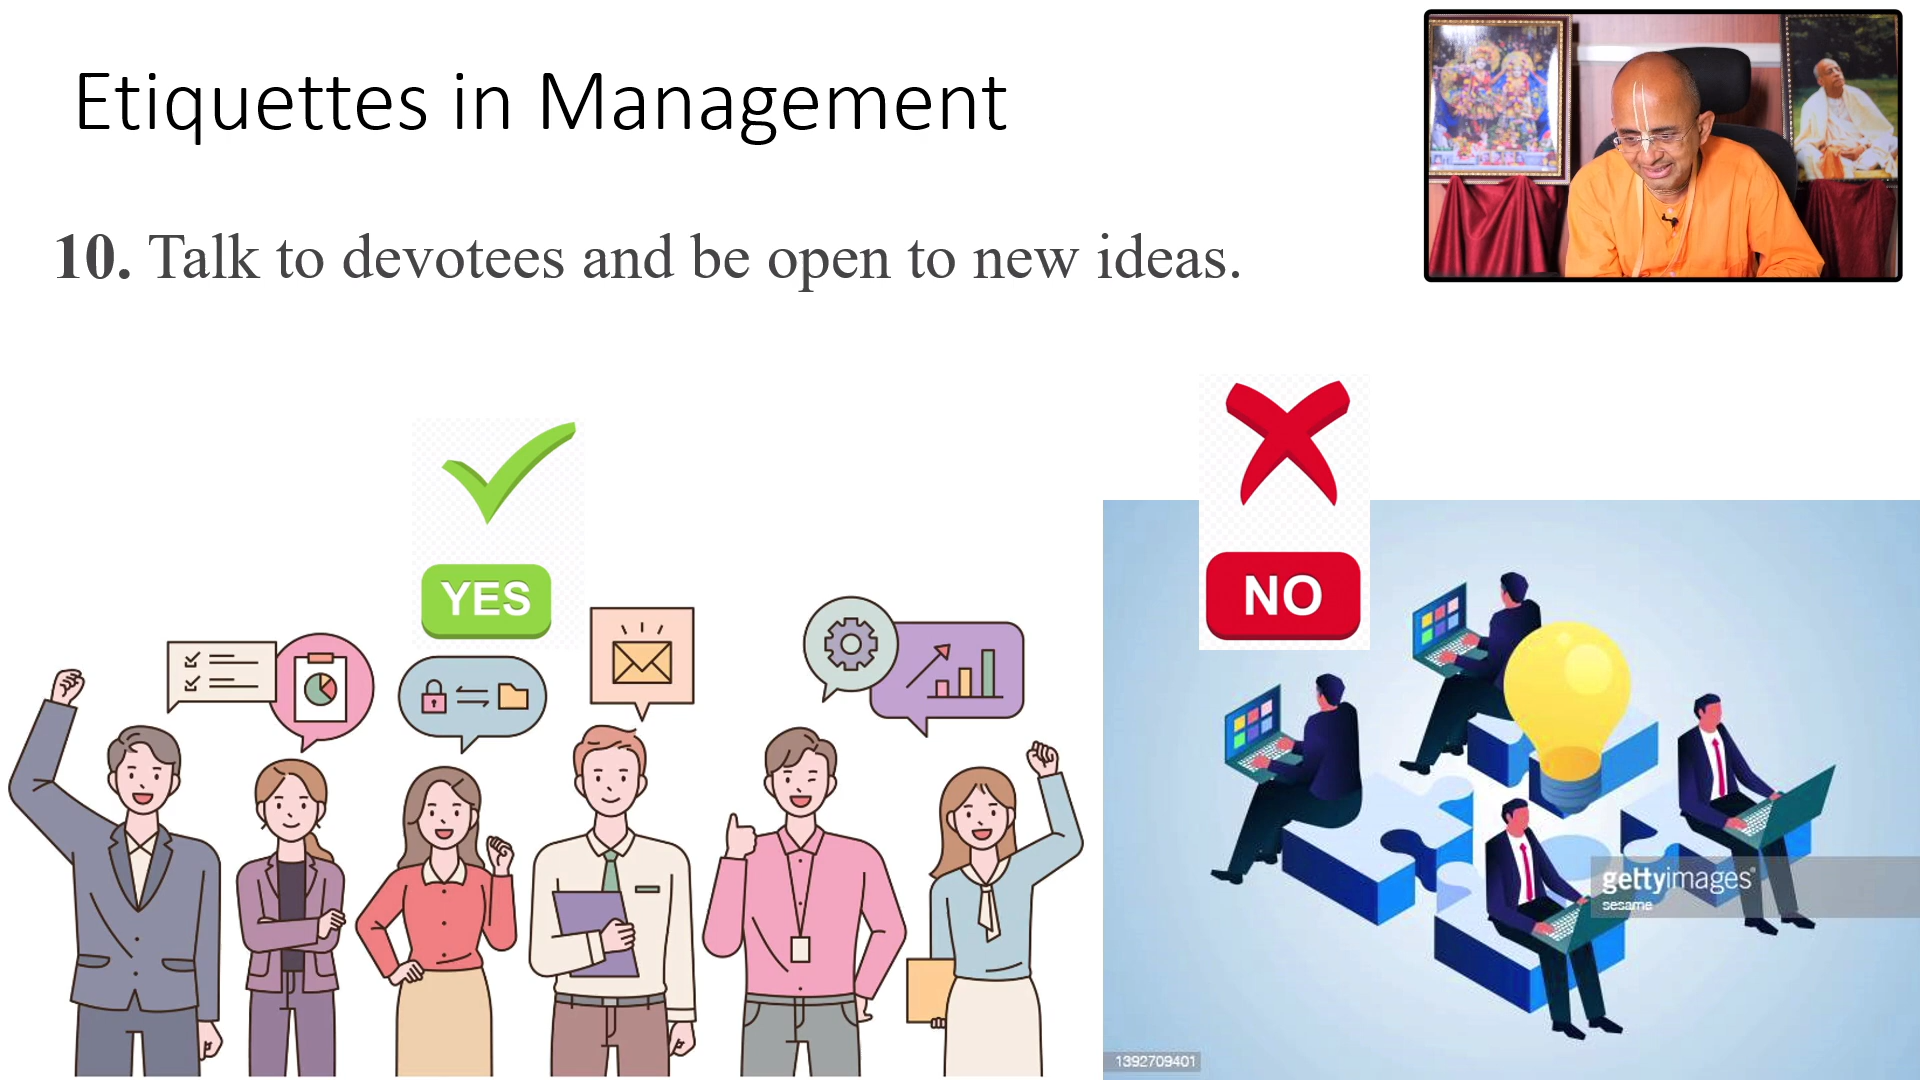 Etiquettes in Management
10. Talk to devotees and be open to new ideas.
YES
NO
gettyimages®
sesame
1392709401